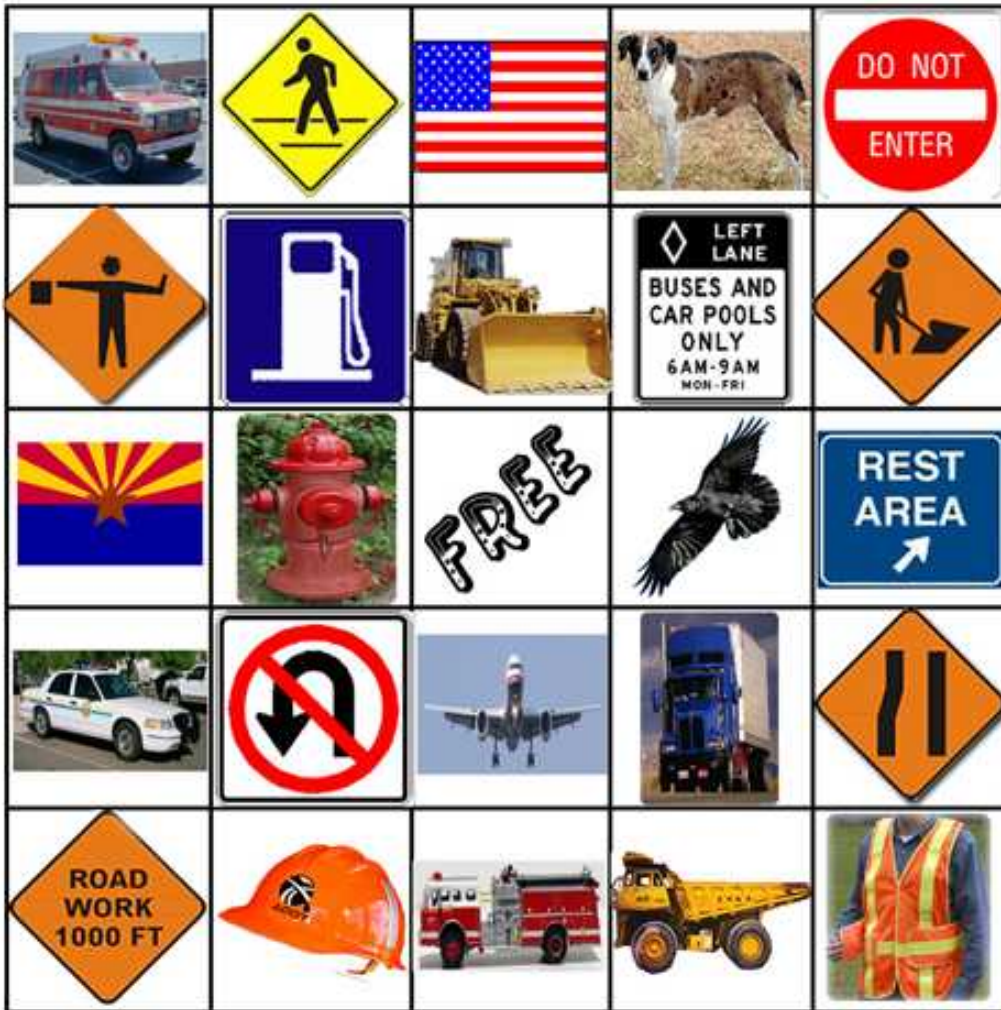 DO NOT
ENTER
LEFT
LANE
BUSES AND
CAR POOLS
ONLY
6AM-9AM
MON-FRI
FREE
REST
AREA
ROAD
WORK
1000 FT
ADOT